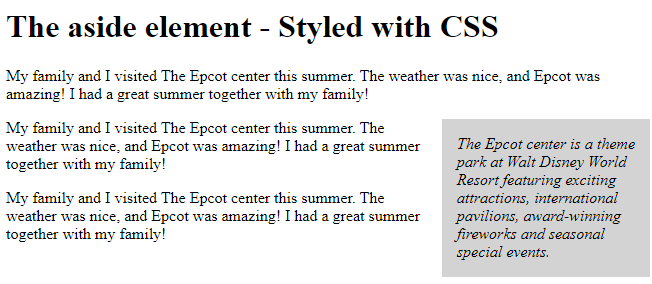 The aside element - Styled with CSS
My family and I visited The Epcot center this summer. The weather was nice, and Epcot was
amazing! I had a great summer together with my family!
My family and I visited The Epcot center this summer. The
weather was nice, and Epcot was amazing! I had a great summer
together with my family!
The Epcot center is a theme
park at Walt Disney World
Resort featuring exciting
attractions, international
pavilions, award-winning
fireworks and seasonal
special events.
My family and I visited The Epcot center this summer. The
weather was nice, and Epcot was amazing! I had a great summer
together with my family!